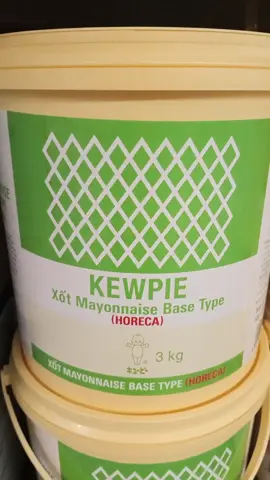 KEWPIE
Xốt Mayonnaise Base Type
(HORECA)
3 kg
キユーピー
XỐT MAYONNAISE BASE TYPE (HORECA)